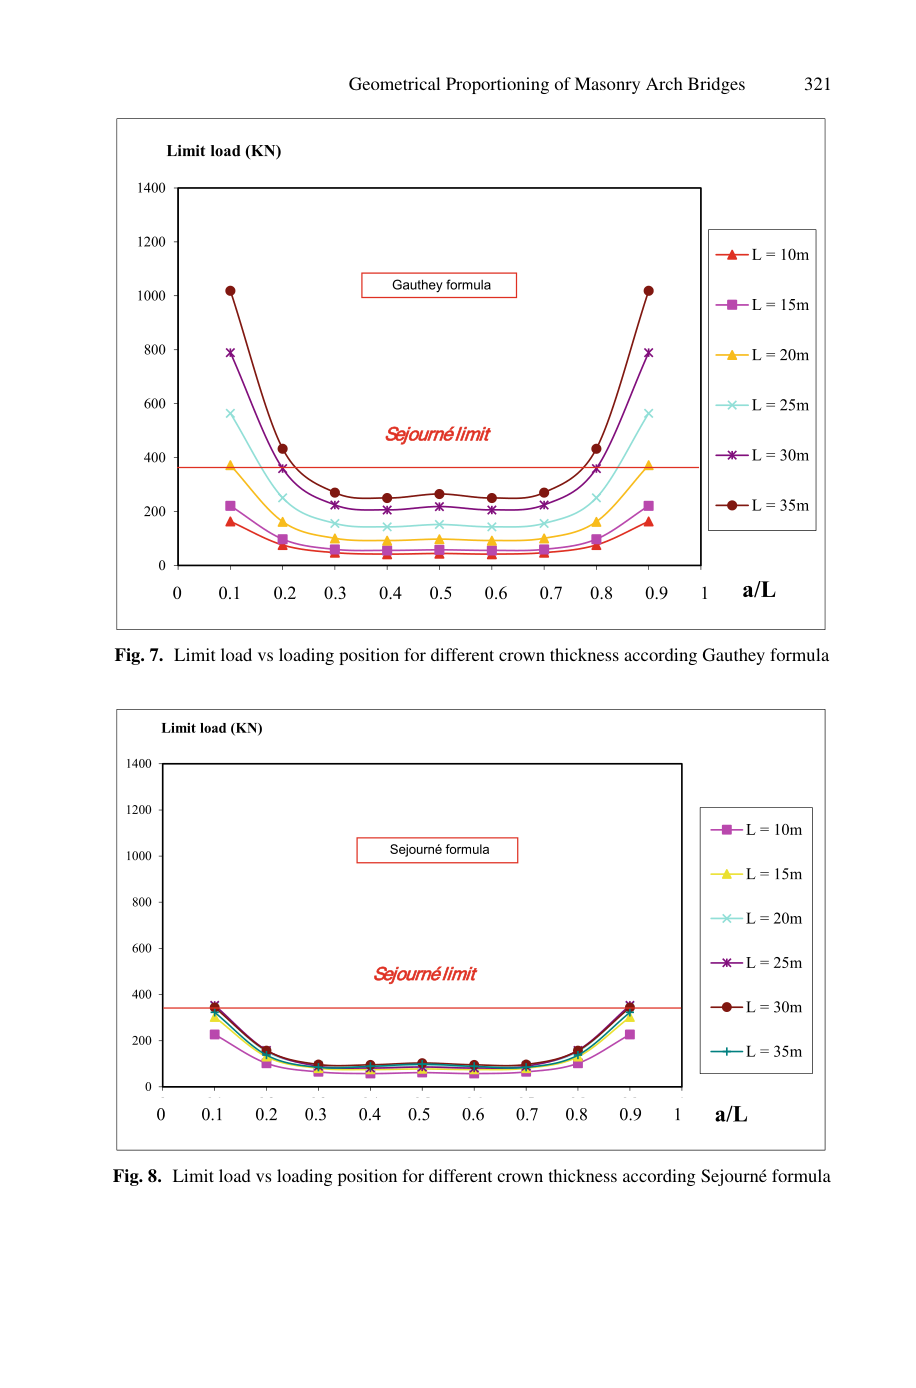 Geometrical Proportioning of Masonry Arch Bridges 321
Limit load (KN)
1400
1200
1000
800
600
400
200
0
Gauthey formula
Sejourné limit
L = 10m
L = 15m
L = 20m
L = 25m
L = 30m
L = 35m
0 0.1 0.2 0.3 0.4 0.5 0.6 0.7 0.8 0.9 1 a/L
Fig. 7. Limit load vs loading position for different crown thickness according Gauthey formula
Limit load (KN)
1400
1200
1000
800
600
400
200
0
Sejourné formula
Sejourné limit
L = 10m
L = 15m
L = 20m
L = 25m
L = 30m
L = 35m
0 0.1 0.2 0.3 0.4 0.5 0.6 0.7 0.8 0.9 1 a/L
Fig. 8. Limit load vs loading position for different crown thickness according Sejourné formula